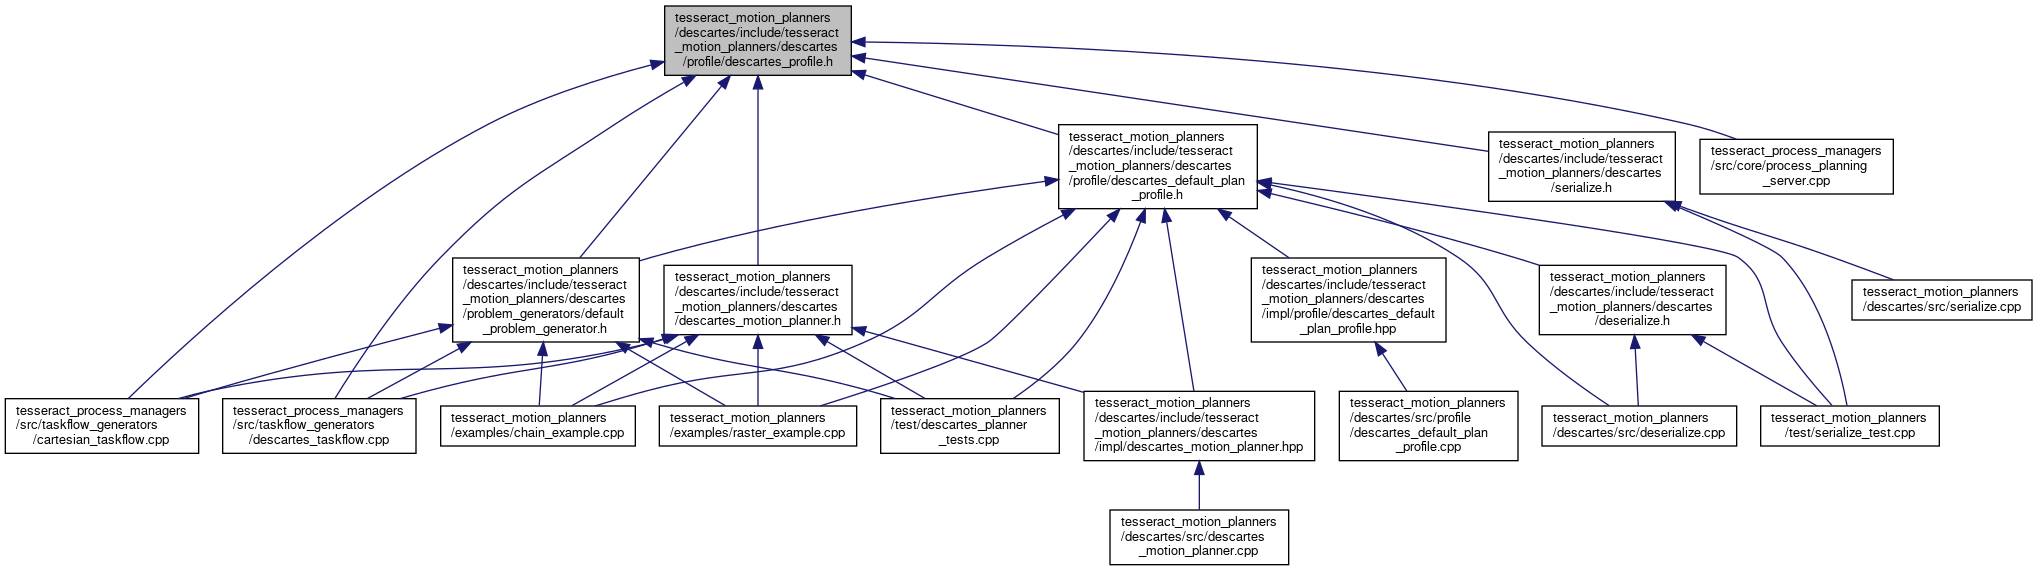 tesseract_motion_planners
/descartes/include/tesseract
_motion_planners/descartes
/profile/descartes_profile.h
tesseract_motion_planners
/descartes/include/tesseract
_motion_planners/descartes
/profile/descartes_default_plan
_profile.h
tesseract_motion_planners
/descartes/include/tesseract
_motion_planners/descartes
/serialize.h
tesseract_process_managers
/src/core/process_planning
_server.cpp
tesseract_motion_planners
/descartes/include/tesseract
_motion_planners/descartes
/problem_generators/default
_problem_generator.h
tesseract_motion_planners
/descartes/include/tesseract
_motion_planners/descartes
/descartes_motion_planner.h
tesseract_motion_planners
/descartes/include/tesseract
_motion_planners/descartes
/impl/profile/descartes_default
_plan_profile.hpp
tesseract_motion_planners
/descartes/include/tesseract
_motion_planners/descartes
/deserialize.h
tesseract_motion_planners
/descartes/src/serialize.cpp
tesseract_process_managers
/src/taskflow_generators
/cartesian_taskflow.cpp
tesseract_process_managers
/src/taskflow_generators
/descartes_taskflow.cpp
tesseract_motion_planners
/examples/chain_example.cpp
tesseract_motion_planners
/examples/raster_example.cpp
tesseract_motion_planners
/test/descartes_planner
_tests.cpp
tesseract_motion_planners
/descartes/include/tesseract
_motion_planners/descartes
/impl/descartes_motion_planner.hpp
tesseract_motion_planners
/descartes/src/profile
/descartes_default_plan
_profile.cpp
tesseract_motion_planners
/descartes/src/deserialize.cpp
tesseract_motion_planners
/test/serialize_test.cpp
tesseract_motion_planners
/descartes/src/descartes
_motion_planner.cpp